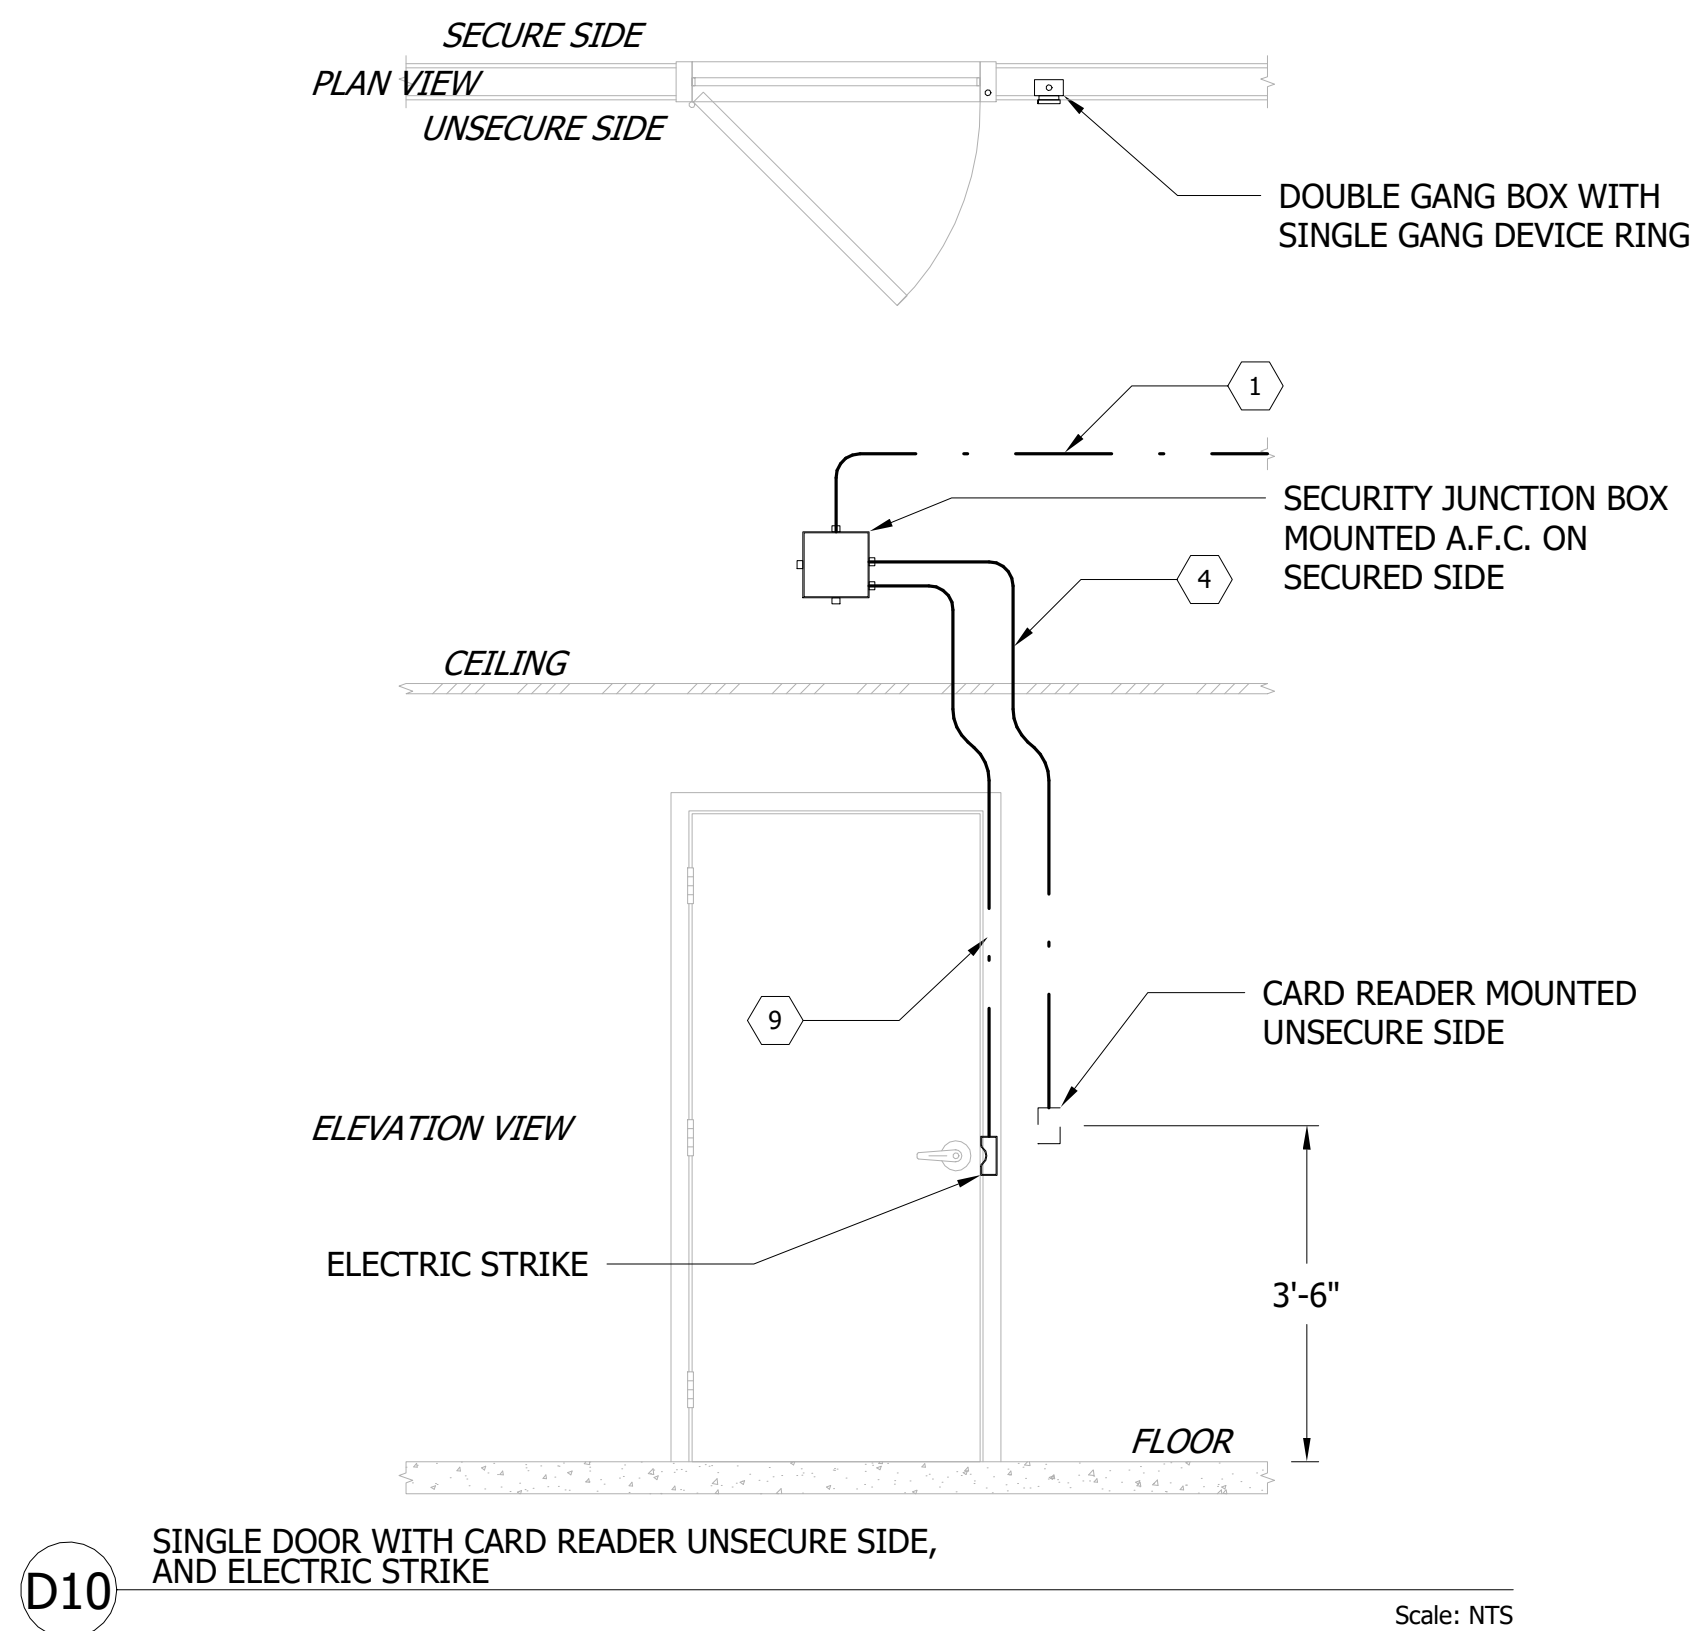 SECURE SIDE
PLAN VIEW
UNSECURE SIDE
DOUBLE GANG BOX WITH
SINGLE GANG DEVICE RING
1
SECURITY JUNCTION BOX
MOUNTED A.F.C. ON
SECURED SIDE
4
CEILING
CARD READER MOUNTED
UNSECURE SIDE
9
ELEVATION VIEW
ELECTRIC STRIKE
3'-6"
FLOOR
SINGLE DOOR WITH CARD READER UNSECURE SIDE,
AND ELECTRIC STRIKE
D10
Scale: NTS